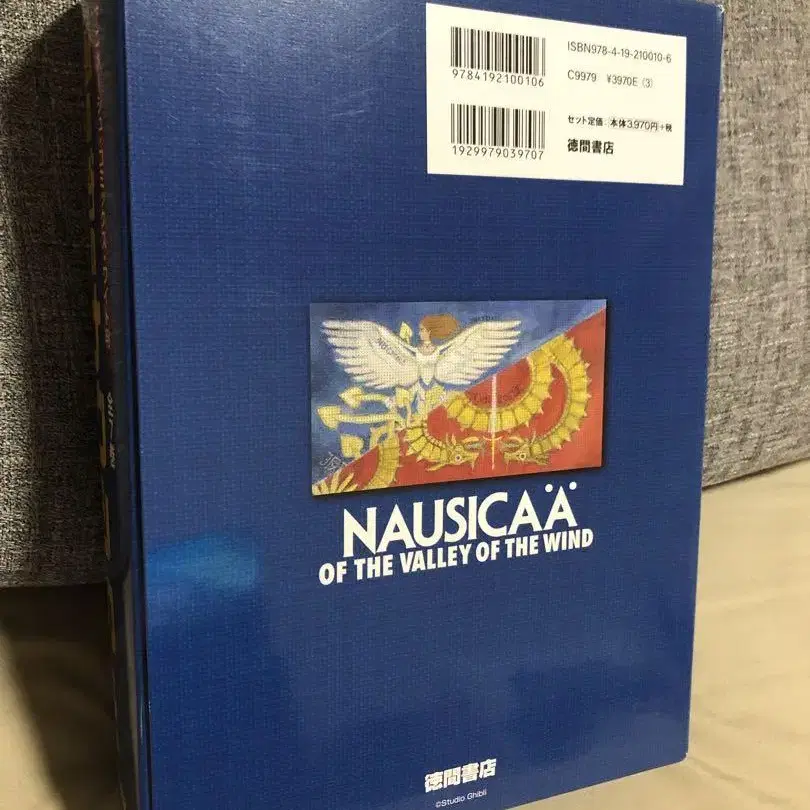 ISBN978-4-19-210010-6
C9979 ¥3970E (3)
9784192100106
セット定価：本体3,970円+税
徳間書店
1929979039707
NAUSICAÄ
OF THE VALLEY OF THE WIND
徳間書店
©Studio Ghibli